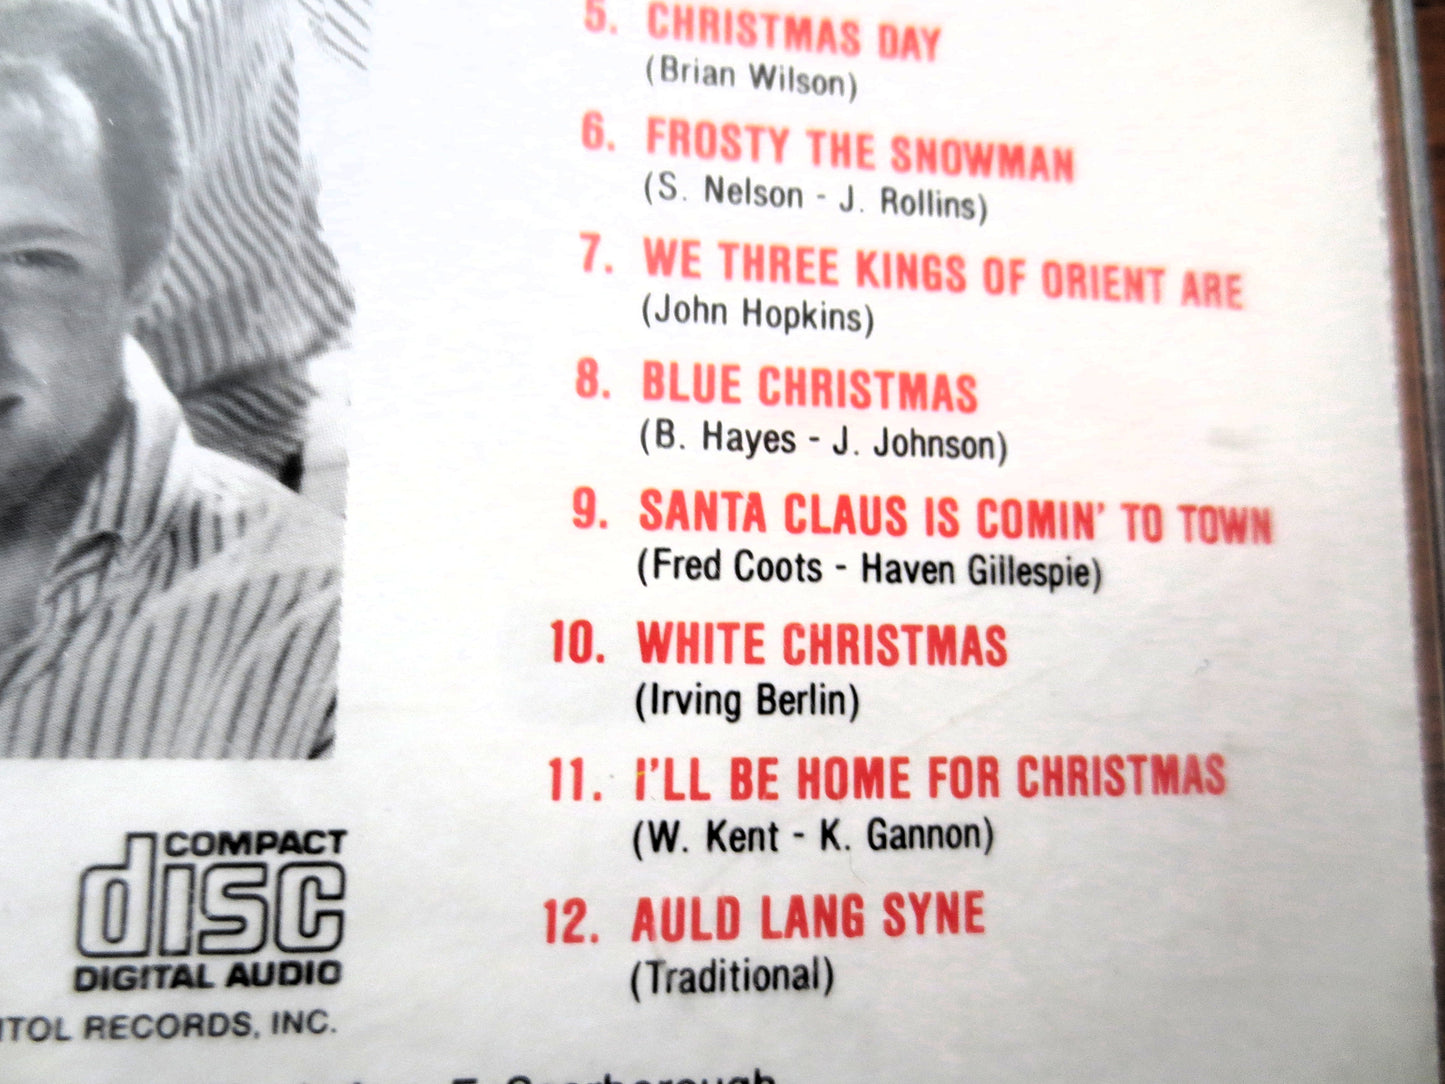 5. CHRISTMAS DAY
(Brian Wilson)
6. FROSTY THE SNOWMAN
(S. Nelson - J. Rollins)
7. WE THREE KINGS OF ORIENT ARE
(John Hopkins)
8. BLUE CHRISTMAS
(B. Hayes - J. Johnson)
9. SANTA CLAUS IS COMIN' TO TOWN
(Fred Coots - Haven Gillespie)
10. WHITE CHRISTMAS
(Irving Berlin)
11. I'LL BE HOME FOR CHRISTMAS
(W. Kent - K. Gannon)
12. AULD LANG SYNE
(Traditional)
COMPACT
disc
DIGITAL AUDIO
ITOL RECORDS, INC.